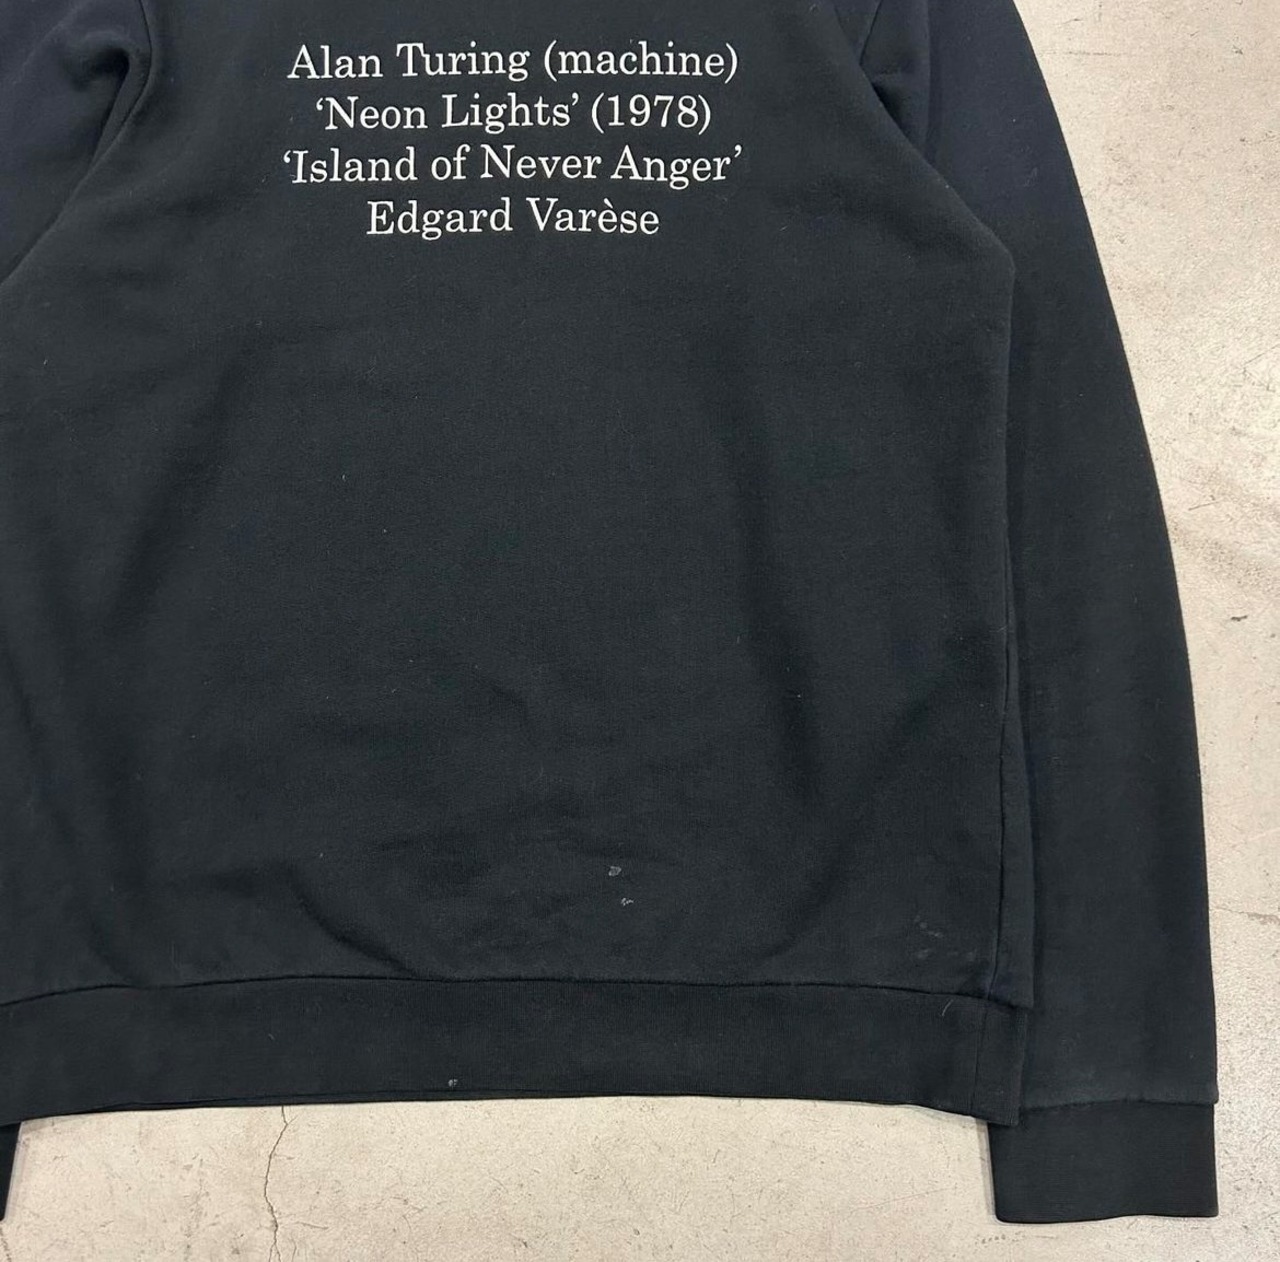 Alan Turing (machine)
‘Neon Lights’ (1978)
‘Island of Never Anger’
Edgard Varèse